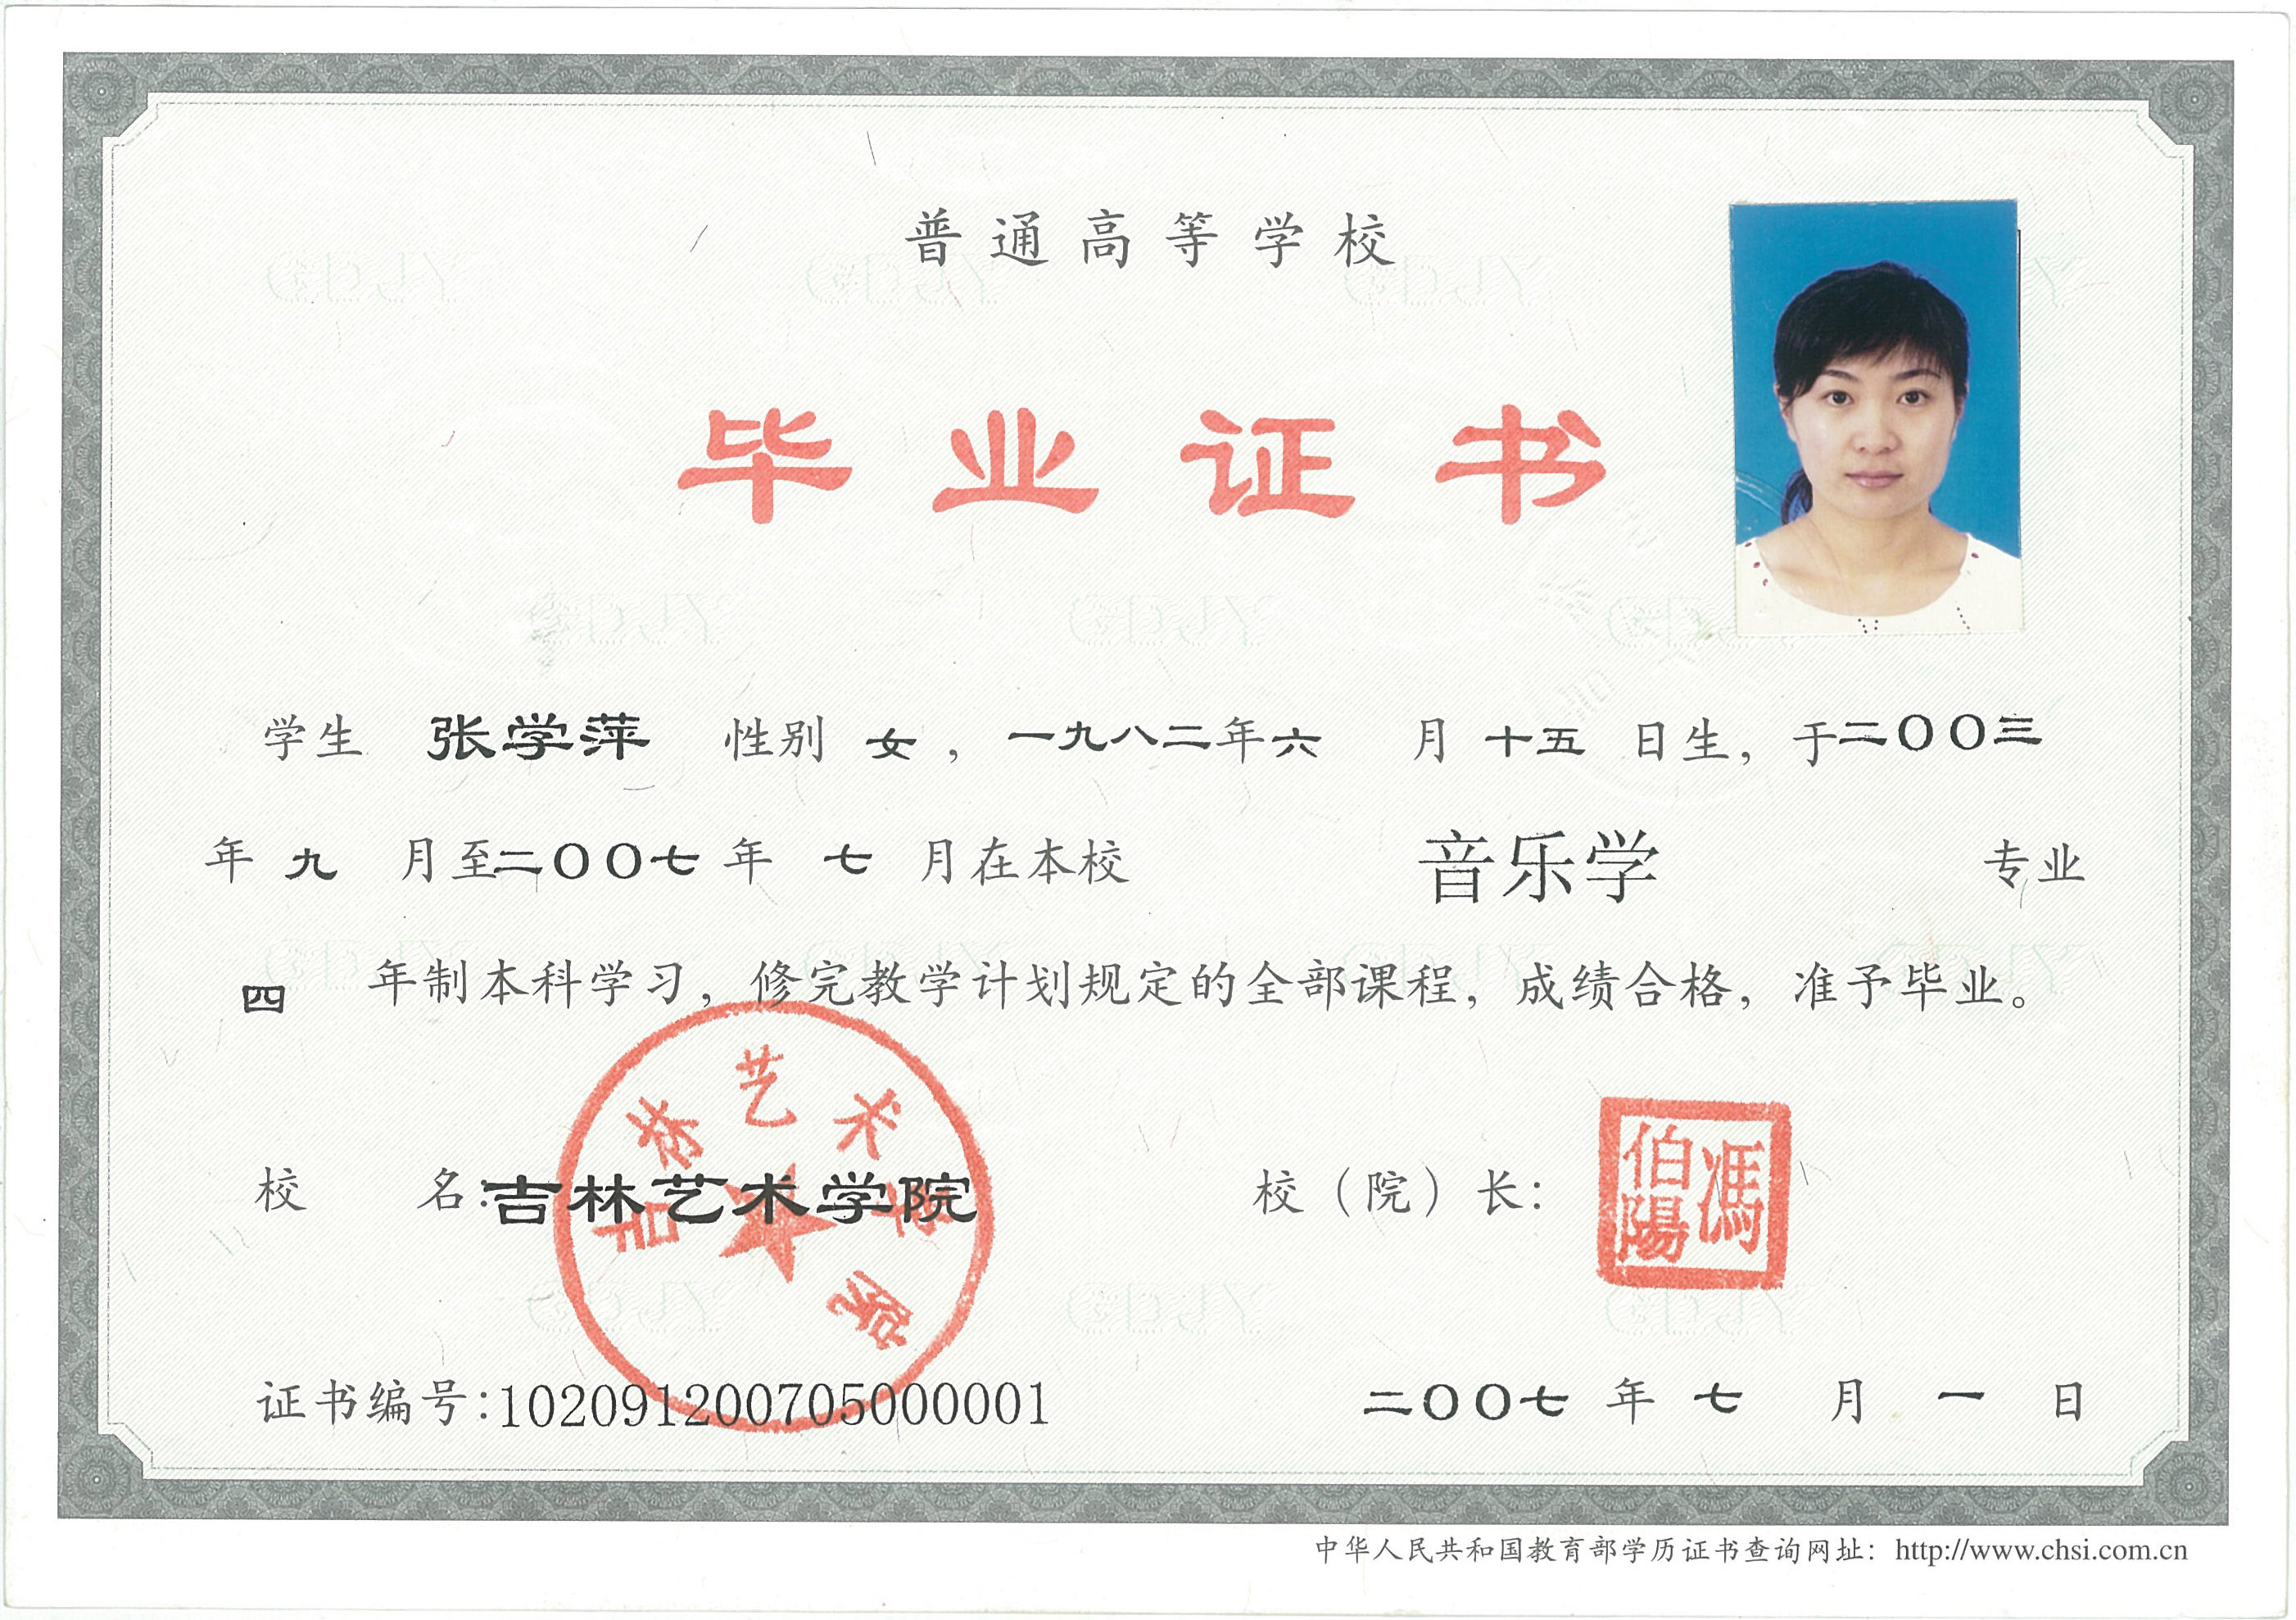 普通高等学校
毕业证书
学生 张学萍 性别 女，一九八二年六 月 十五 日生，于二〇〇三
年 九 月至二〇〇七 年 七 月在本校 音乐学 专业
四 年制本科学习，修完教学计划规定的全部课程，成绩合格，准予毕业。
吉林艺术学院
校 名：吉林艺术学院 校（院）长：
馮伯陽
证书编号：102091200705000001 二〇〇七 年 七 月 一 日
中华人民共和国教育部学历证书查询网址：http://www.chsi.com.cn